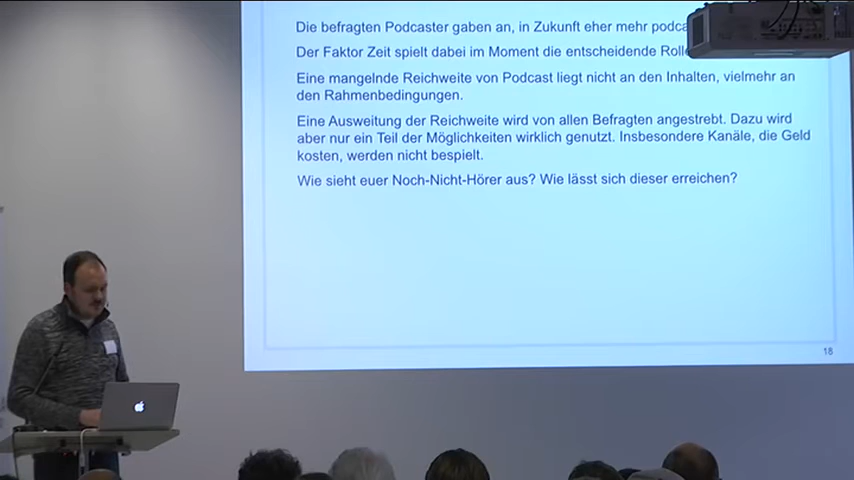 Die befragten Podcaster gaben an, in Zukunft eher mehr
Der Faktor Zeit spielt dabei im Moment die entscheidende
Eine mangelnde Reichweite von Podcast liegt nicht an den Inhalten, vielmehr an
den Rahmenbedingungen.
Eine Ausweitung der Reichweite wird von allen Befragten angestrebt. Dazu wird
aber nur ein Teil der Möglichkeiten wirklich genutzt. Insbesondere Kanäle, die Geld
kosten, werden nicht bespielt.
Wie sieht euer Noch-Nicht-Hörer aus? Wie lässt sich dieser erreichen?
18